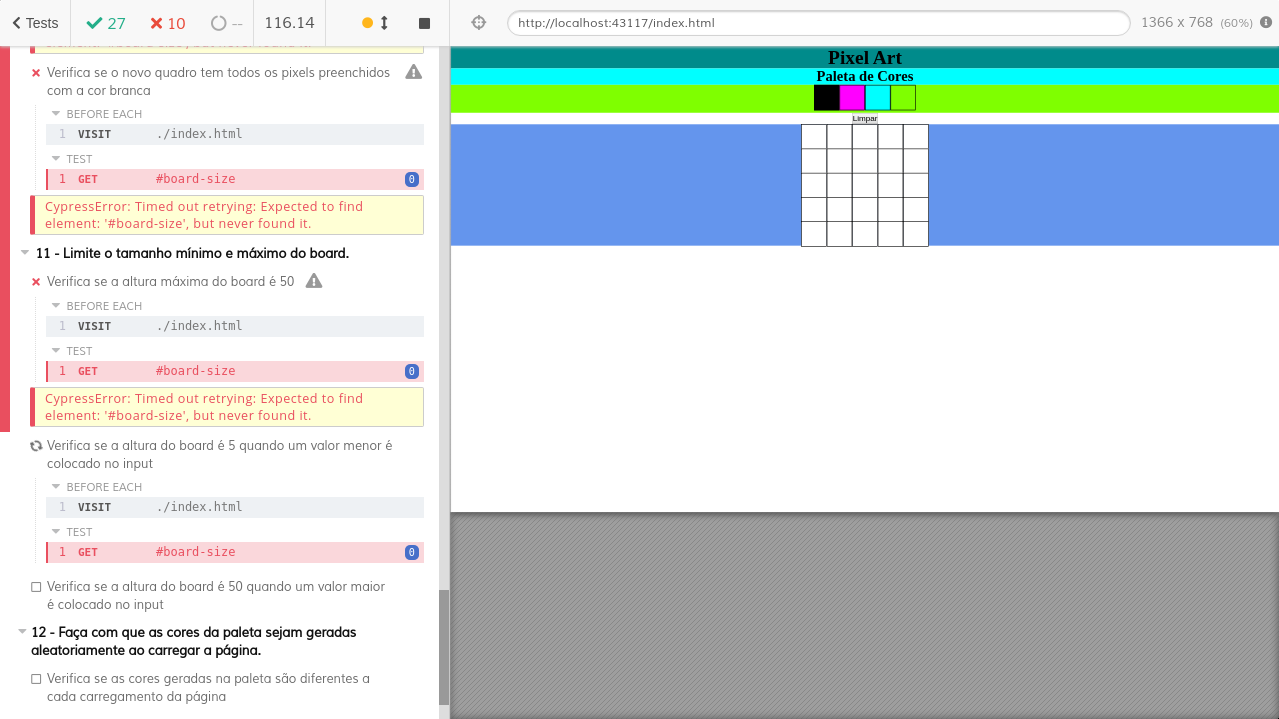 Tests 27 10 -- 116.14
http://localhost:43117/index.html 1366 x 768 (60%)
element: '#board-size', but never found it.
Verifica se o novo quadro tem todos os pixels preenchidos
com a cor branca
BEFORE EACH
1 VISIT ./index.html
TEST
1 GET #board-size 0
CypressError: Timed out retrying: Expected to find
element: '#board-size', but never found it.
11 - Limite o tamanho mínimo e máximo do board.
Verifica se a altura máxima do board é 50
BEFORE EACH
1 VISIT ./index.html
TEST
1 GET #board-size 0
CypressError: Timed out retrying: Expected to find
element: '#board-size', but never found it.
Verifica se a altura do board é 5 quando um valor menor é
colocado no input
BEFORE EACH
1 VISIT ./index.html
TEST
1 GET #board-size 0
Verifica se a altura do board é 50 quando um valor maior
é colocado no input
12 - Faça com que as cores da paleta sejam geradas
aleatoriamente ao carregar a página.
Verifica se as cores geradas na paleta são diferentes a
cada carregamento da página
Pixel Art
Paleta de Cores
Limpar